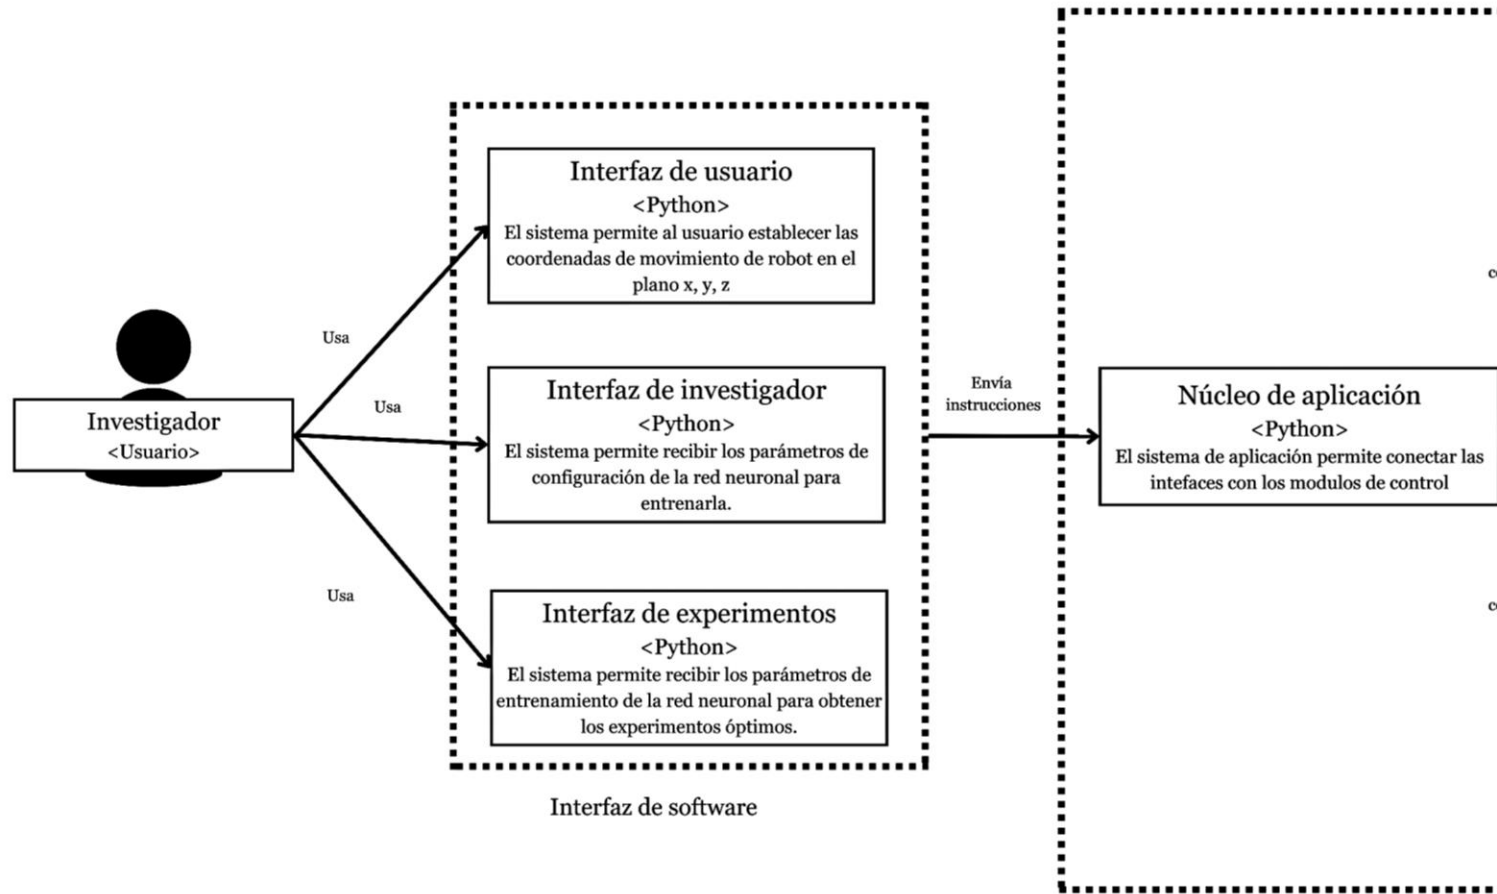 Interfaz de usuario
<Python>
El sistema permite al usuario establecer las
coordenadas de movimiento de robot en el
plano x, y, z
Usa
Investigador
<Usuario>
Usa
Interfaz de investigador
<Python>
El sistema permite recibir los parámetros de
configuración de la red neuronal para
entrenarla.
Usa
Interfaz de experimentos
<Python>
El sistema permite recibir los parámetros de
entrenamiento de la red neuronal para obtener
los experimentos óptimos.
Interfaz de software
Envía
instrucciones
Núcleo de aplicación
<Python>
El sistema de aplicación permite conectar las
intefaces con los modulos de control